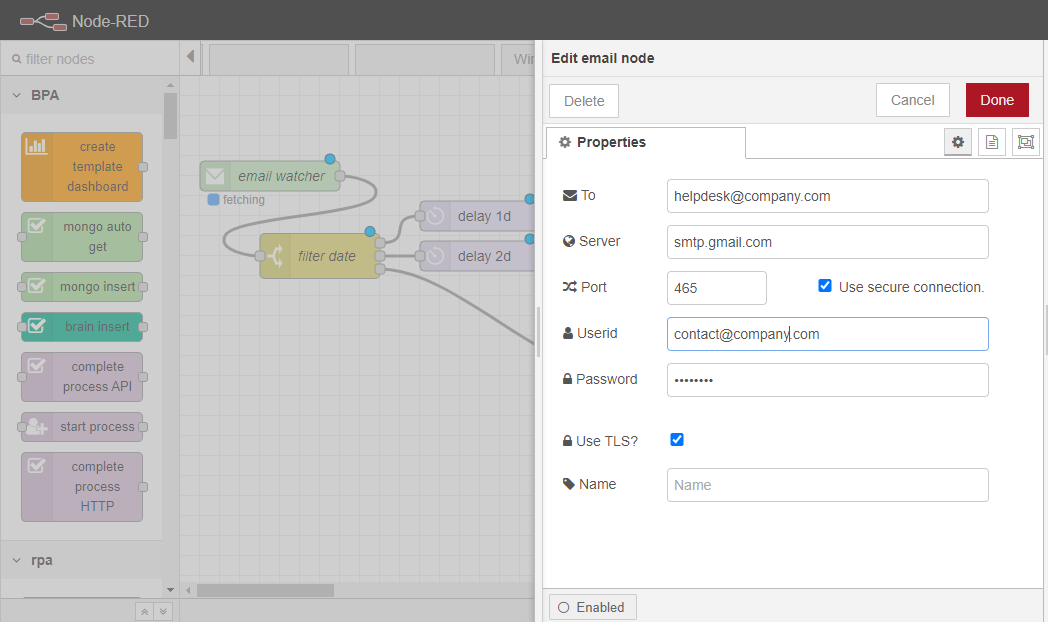 Node-RED
filter nodes
Wi
Edit email node
Delete
Cancel
Done
Properties
BPA
create
template
dashboard
mongo auto
get
mongo insert
brain insert
complete
process API
start process
complete
process
HTTP
rpa
email watcher
fetching
filter date
delay 1d
delay 2d
To
helpdesk@company.com
Server
smtp.gmail.com
Port
465
Use secure connection.
Userid
contact@company.com
Password
••••••••
Use TLS?
Name
Name
Enabled